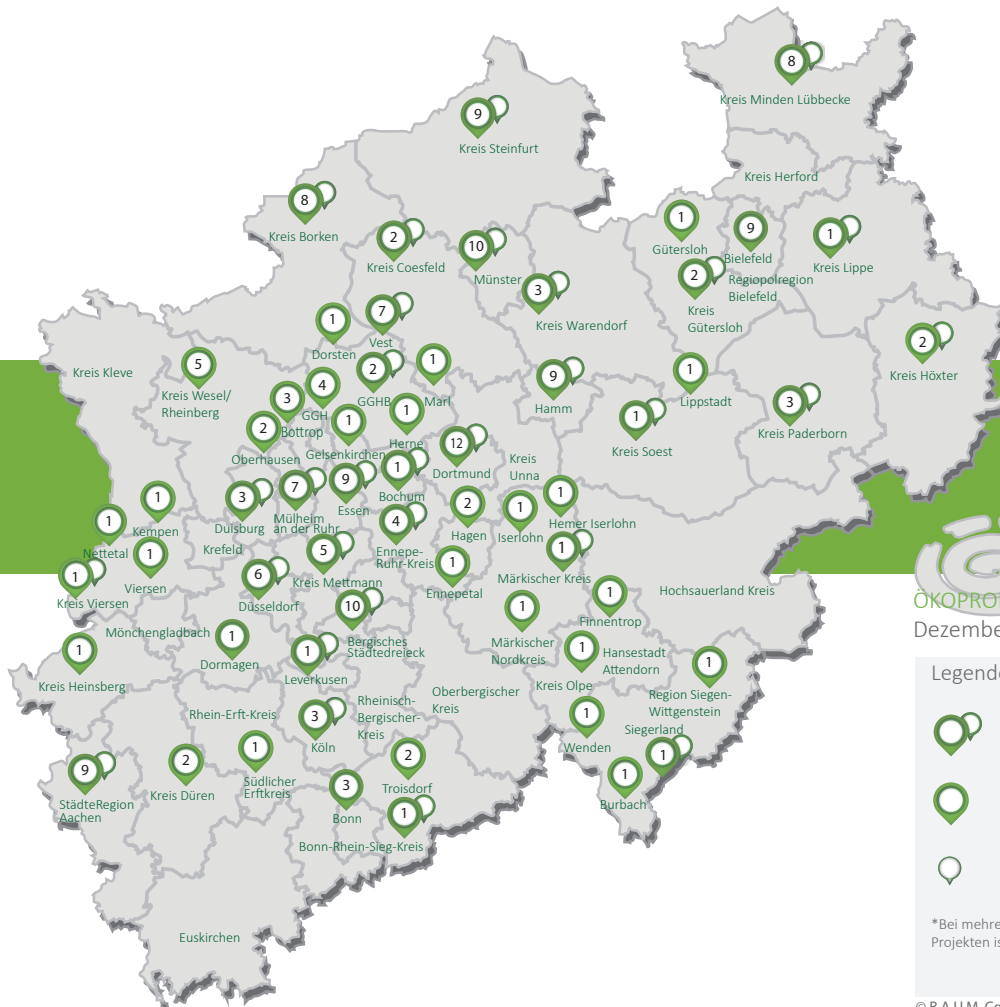 8
Kreis Minden Lübbecke
9
Kreis Steinfurt
Kreis Herford
8
Kreis Borken
2
Kreis Coesfeld
10
Münster
1
Gütersloh
9
Bielefeld
1
Kreis Lippe
2
Kreis
Gütersloh
Regiopolregion
Bielefeld
3
Kreis Warendorf
7
Vest
1
Dorsten
2
GGHB
1
Marl
2
Kreis Höxter
Kreis Kleve
5
Kreis Wesel/
Rheinberg
4
GGH
3
Bottrop
9
Hamm
1
Lippstadt
3
Kreis Paderborn
1
Kreis Soest
2
Oberhausen
1
Gelsenkirchen
1
Herne
12
Dortmund
Kreis
Unna
1
Bochum
9
Essen
7
Mülheim
an der Ruhr
3
Duisburg
1
Kempen
1
Nettetal
Krefeld
4
Ennepe-
Ruhr-Kreis
2
Hagen
1
Iserlohn
1
Hemer Iserlohn
1
Märkischer Kreis
5
Kreis Mettmann
1
Viersen
1
Kreis Viersen
6
Düsseldorf
1
Ennepetal
Hochsauerland Kreis
1
Finnentrop
10
Bergisches
Städtedreieck
1
Märkischer
Nordkreis
Mönchengladbach
1
Dormagen
1
Leverkusen
1
Kreis Olpe
Hansestadt
Attendorn
1
Region Siegen-
Wittgenstein
1
Kreis Heinsberg
Rhein-Erft-Kreis
Rheinisch-
Bergischer-
Kreis
Oberbergischer
Kreis
3
Köln
1
Wenden
Siegerland
1
1
Burbach
9
StädteRegion
Aachen
2
Kreis Düren
1
Südlicher
Erftkreis
2
Troisdorf
3
Bonn
1
Bonn-Rhein-Sieg-Kreis
Euskirchen
ÖKOPRO
Dezembe
Legende
*Bei mehre
Projekten is
© B.A.U.M. Co